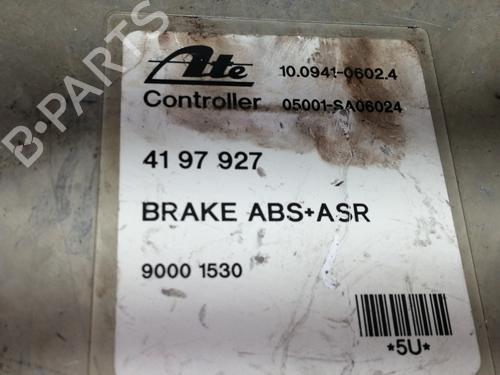 Ate 10.0941-0602.4
Controller 05001-SA06024
41 97 927
BRAKE ABS+ASR
9000 1530
*5U*
B-PARTS